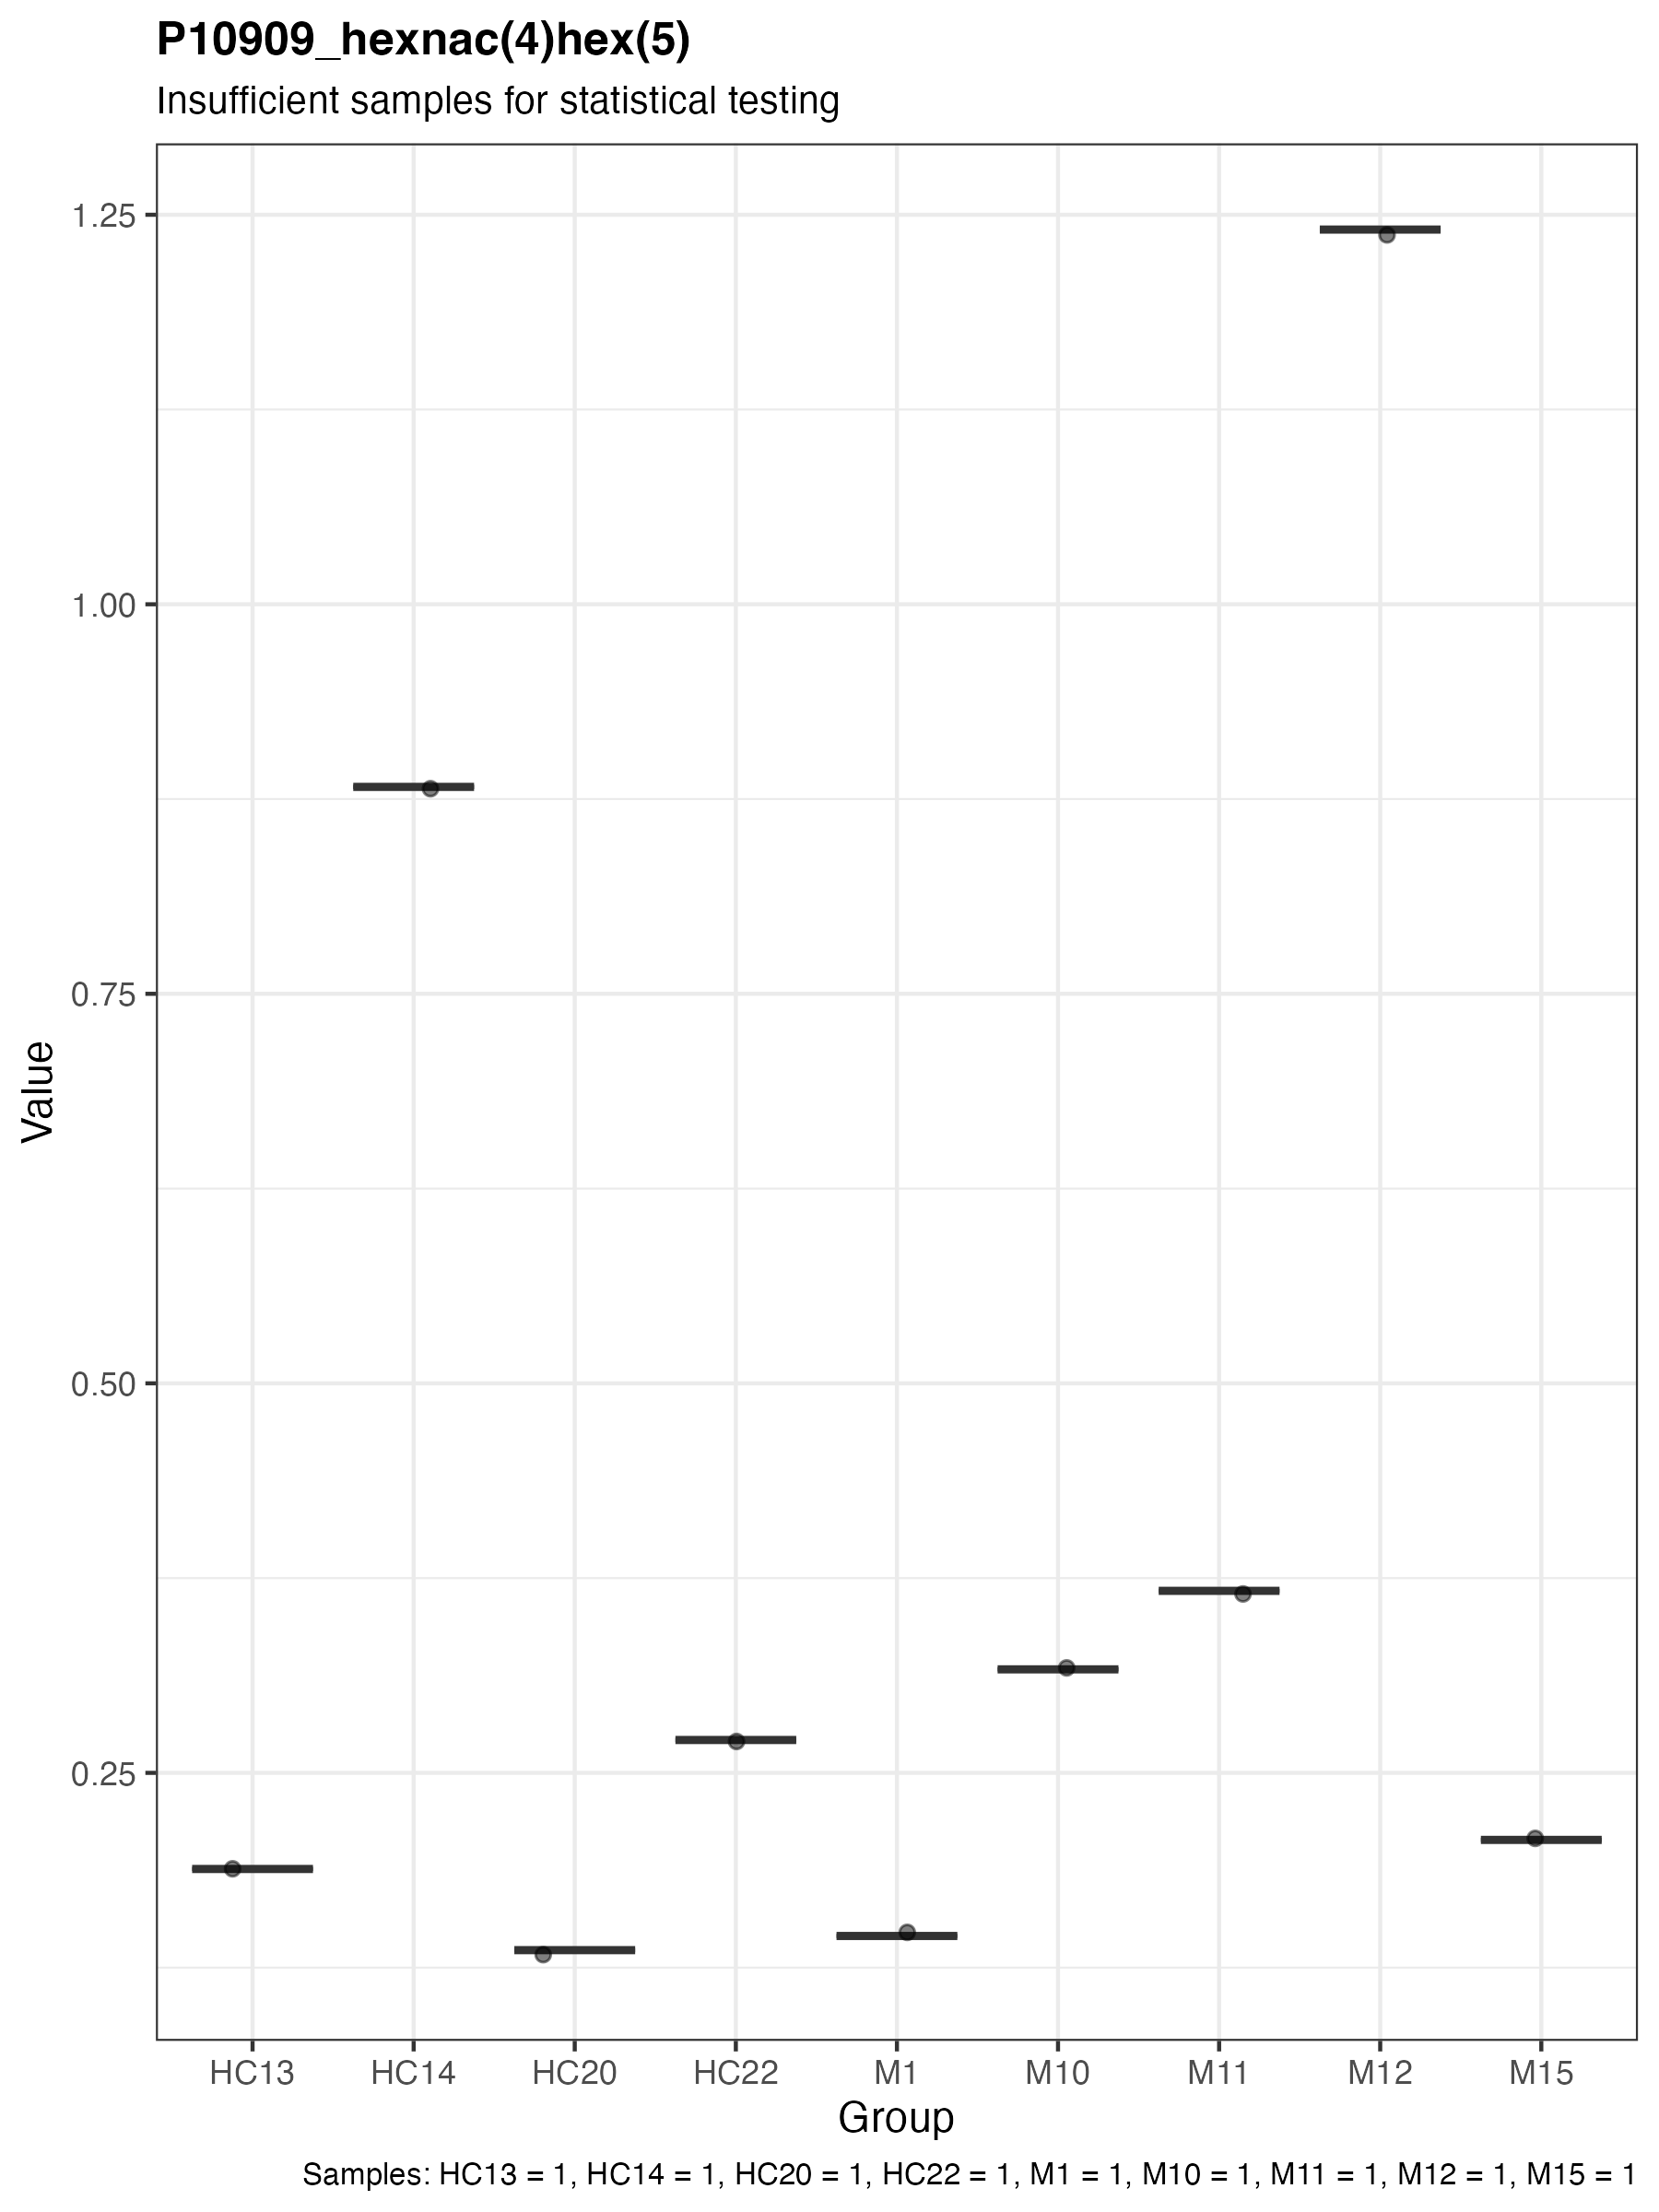 P10909_hexnac(4)hex(5)
Insufficient samples for statistical testing
1.25
1.00
0.75
0.50
0.25
Value
HC13 HC14 HC20 HC22 M1 M10 M11 M12 M15
Group
Samples: HC13 = 1, HC14 = 1, HC20 = 1, HC22 = 1, M1 = 1, M10 = 1, M11 = 1, M12 = 1, M15 = 1